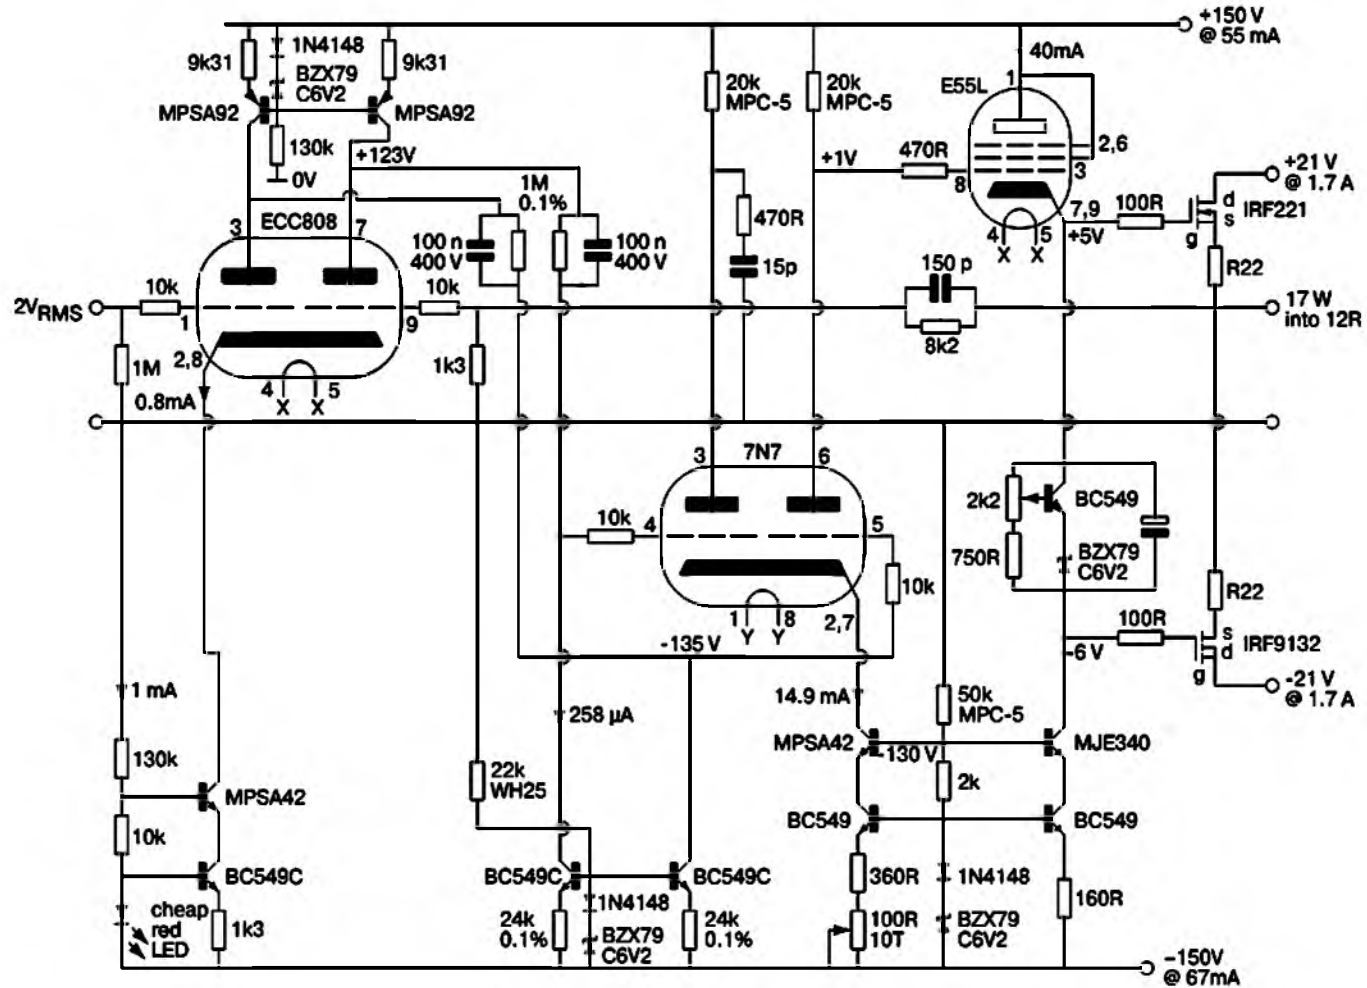 +150 V
@ 55 mA
1N4148
9k31
9k31
BZX79
C6V2
MPSA92
MPSA92
130k
0V
+123V
3
ECC808
7
1M
0.1%
100 n
400 V
100 n
400 V
20k
MPC-5
20k
MPC-5
40mA
1
E55L
2,6
3
8
+1V
470R
470R
15p
4
5
X
X
7,9
+5V
100R
+21 V
@ 1.7 A
d
s
g
IRF221
R22
150 p
8k2
17 W
into 12R
2VRMS
10k
1
10k
9
2,8
1M
0.8mA
4
5
X
X
1k3
3
7N7
6
10k
4
5
10k
1
8
Y
Y
2,7
-135 V
2k2
BC549
750R
BZX79
C6V2
R22
100R
s
d
g
IRF9132
-6 V
-21 V
@ 1.7 A
1 mA
258 µA
14.9 mA
50k
MPC-5
130k
22k
WH25
MPSA42
-130 V
MJE340
2k
MPSA42
10k
BC549
BC549
BC549C
BC549C
BC549C
1N4148
360R
1N4148
160R
cheap
red
LED
1k3
24k
0.1%
BZX79
C6V2
24k
0.1%
100R
10T
BZX79
C6V2
-150V
@ 67mA